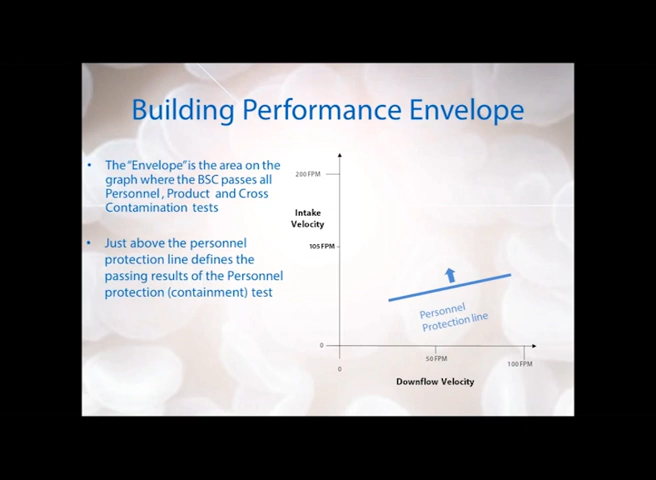 Building Performance Envelope
• The "Envelope" is the area on the
graph where the BSC passes all
Personnel, Product and Cross
Contamination tests
• Just above the personnel
protection line defines the
passing results of the Personnel
protection (containment) test
200 FPM
Intake
Velocity
105 FPM
Personnel
Protection line
0
0
50 FPM
100 FPM
Downflow Velocity